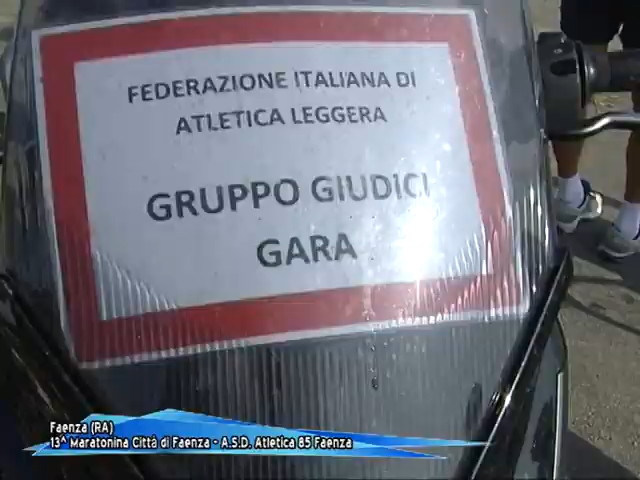 FEDERAZIONE ITALIANA DI
ATLETICA LEGGERA
GRUPPO GIUDICI
GARA
Faenza (RA)
13^ Maratonina Città di Faenza - A.S.D. Atletica 85 Faenza